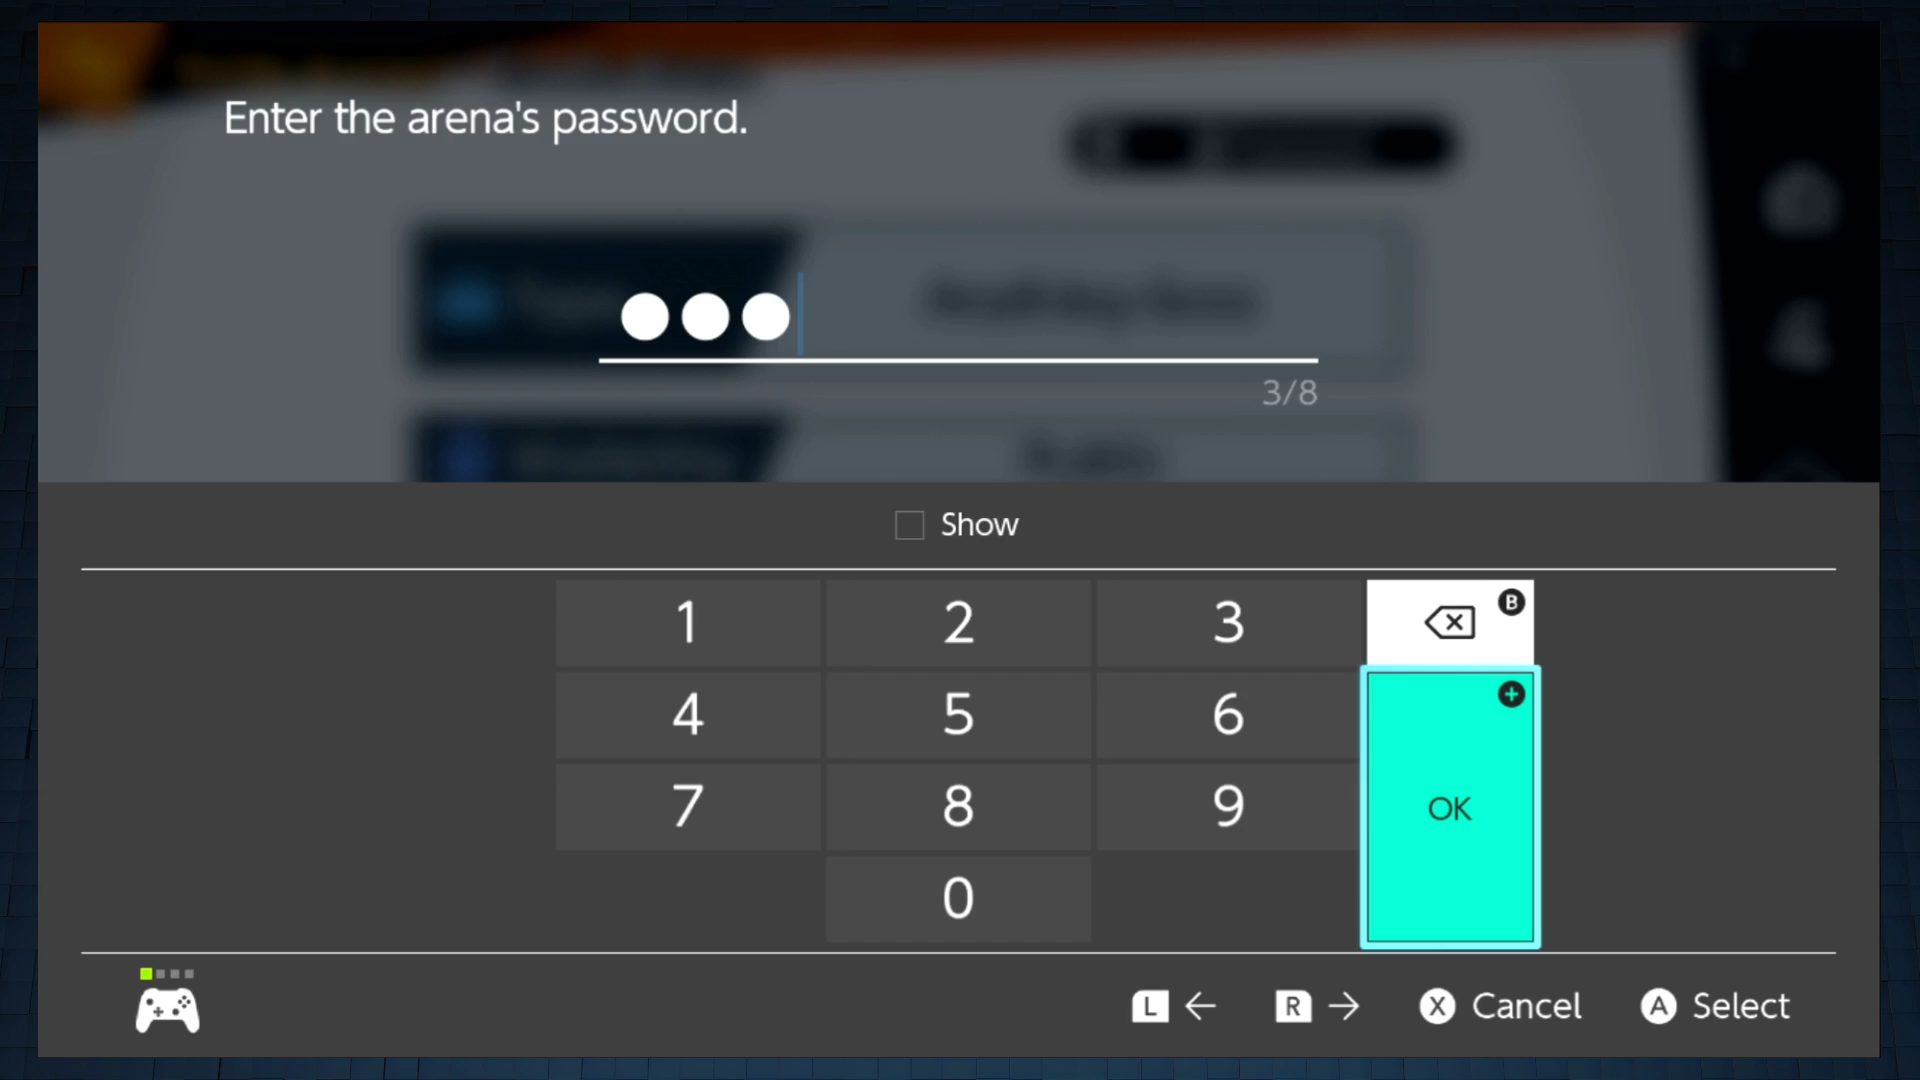 Enter the arena's password.
3/8
Show
1 2 3 B
4 5 6 +
7 8 9 OK
0
L ← R → X Cancel A Select